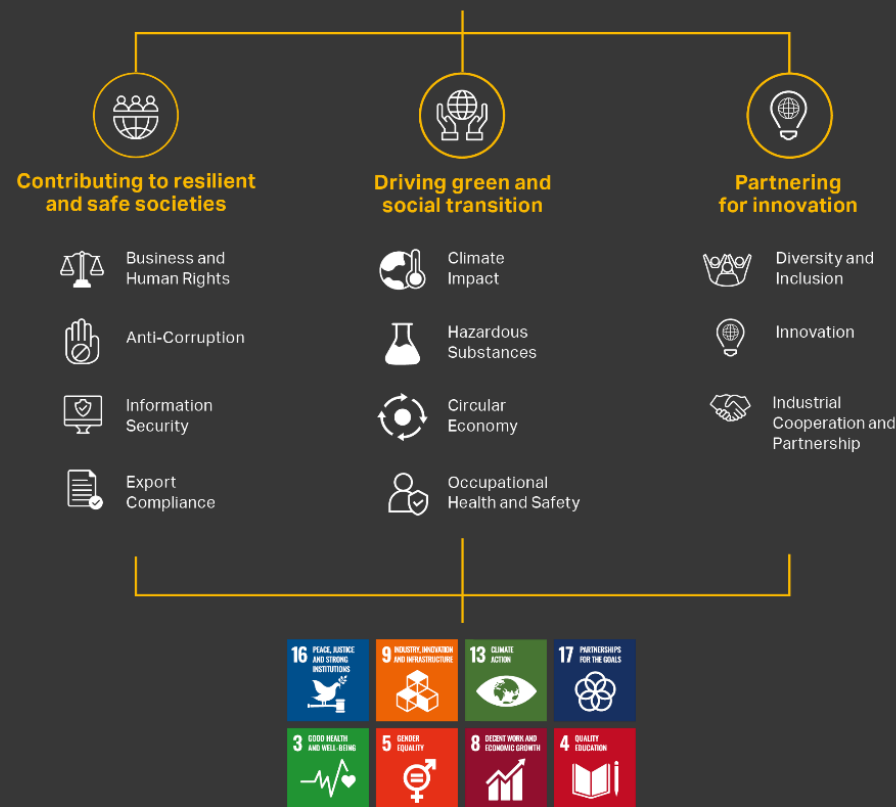 Contributing to resilient
and safe societies
Business and
Human Rights
Anti-Corruption
Information
Security
Export
Compliance
Driving green and
social transition
Climate
Impact
Hazardous
Substances
Circular
Economy
Occupational
Health and Safety
Partnering
for innovation
Diversity and
Inclusion
Innovation
Industrial
Cooperation and
Partnership
16 PEACE, JUSTICE
AND STRONG
INSTITUTIONS
9 INDUSTRY, INNOVATION
AND INFRASTRUCTURE
13 CLIMATE
ACTION
17 PARTNERSHIPS
FOR THE GOALS
3 GOOD HEALTH
AND WELL-BEING
5 GENDER
EQUALITY
8 DECENT WORK AND
ECONOMIC GROWTH
4 QUALITY
EDUCATION